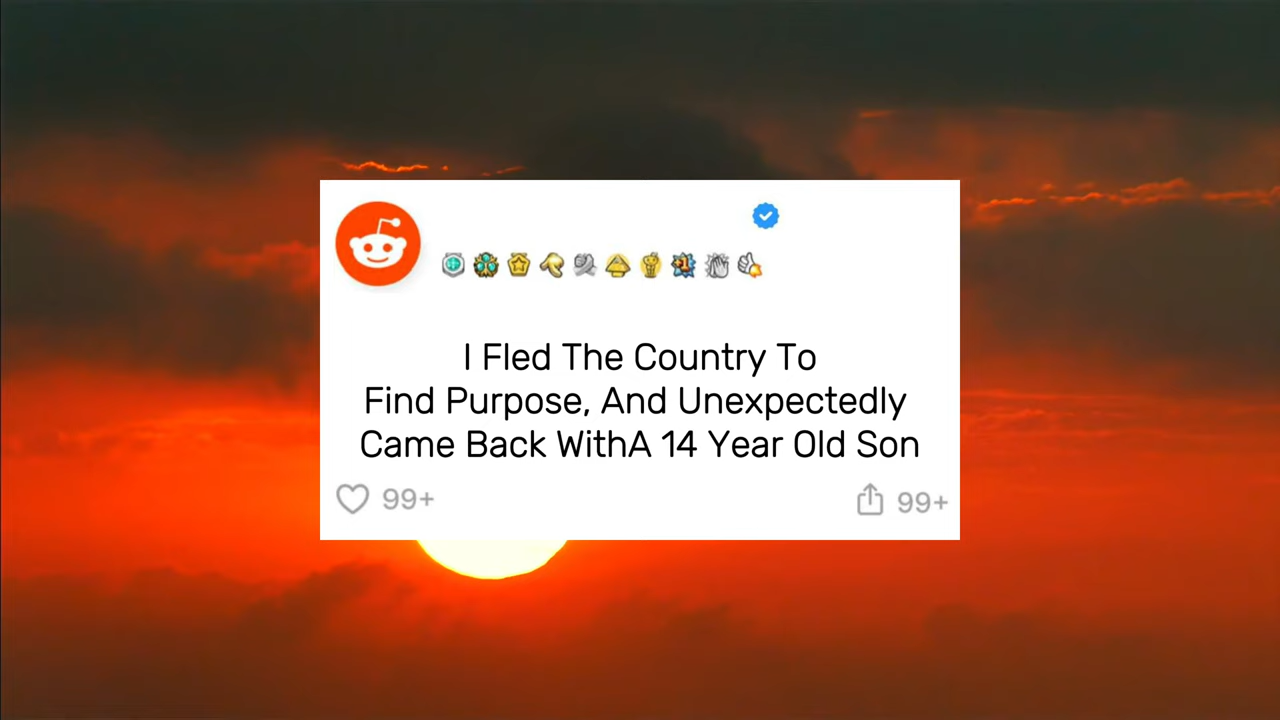 I Fled The Country To
Find Purpose, And Unexpectedly
Came Back WithA 14 Year Old Son
99+
99+